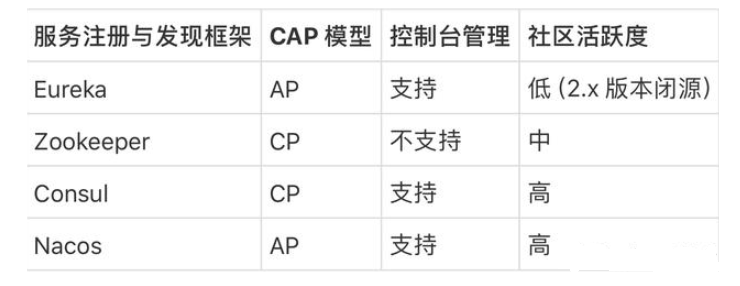 服务注册与发现框架 CAP 模型 控制台管理 社区活跃度
Eureka AP 支持 低 (2.x 版本闭源)
Zookeeper CP 不支持 中
Consul CP 支持 高
Nacos AP 支持 高